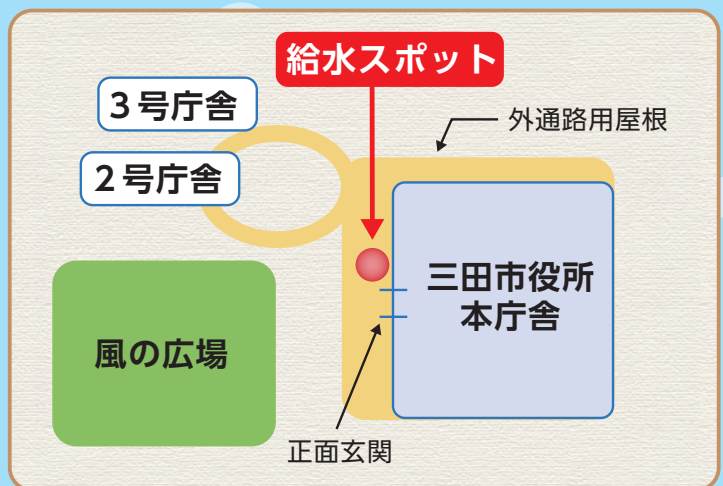 給水スポット
3号庁舎
外通路用屋根
2号庁舎
三田市役所
本庁舎
風の広場
正面玄関